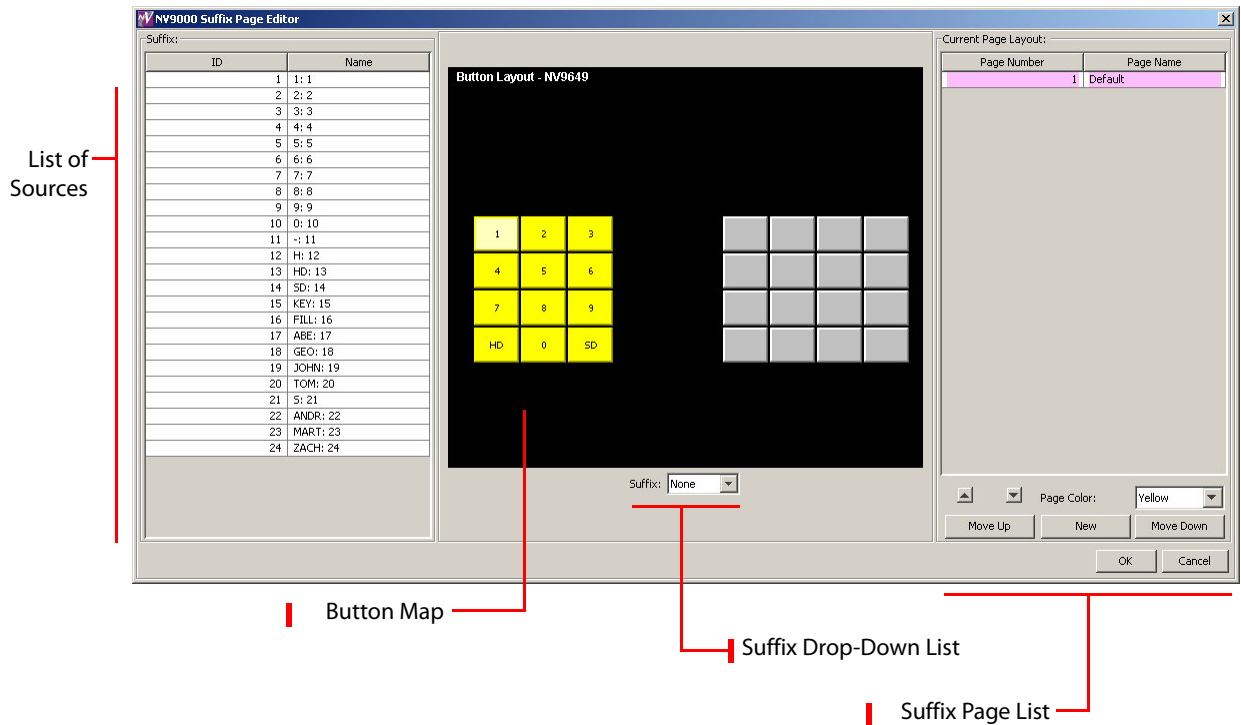 NV9000 Suffix Page Editor
Suffix:
ID Name
1 1: 1
2 2: 2
3 3: 3
4 4: 4
5 5: 5
6 6: 6
7 7: 7
8 8: 8
9 9: 9
10 0: 10
11 -: 11
12 H: 12
13 HD: 13
14 SD: 14
15 KEY: 15
16 FILL: 16
17 ABE: 17
18 GEO: 18
19 JOHN: 19
20 TOM: 20
21 S: 21
22 ANDR: 22
23 MART: 23
24 ZACH: 24
List of
Sources
Button Layout - NV9649
1 2 3
4 5 6
7 8 9
HD 0 SD
Suffix: None
Current Page Layout:
Page Number Page Name
1 Default
Page Color: Yellow
Move Up New Move Down
OK Cancel
Button Map
Suffix Drop-Down List
Suffix Page List